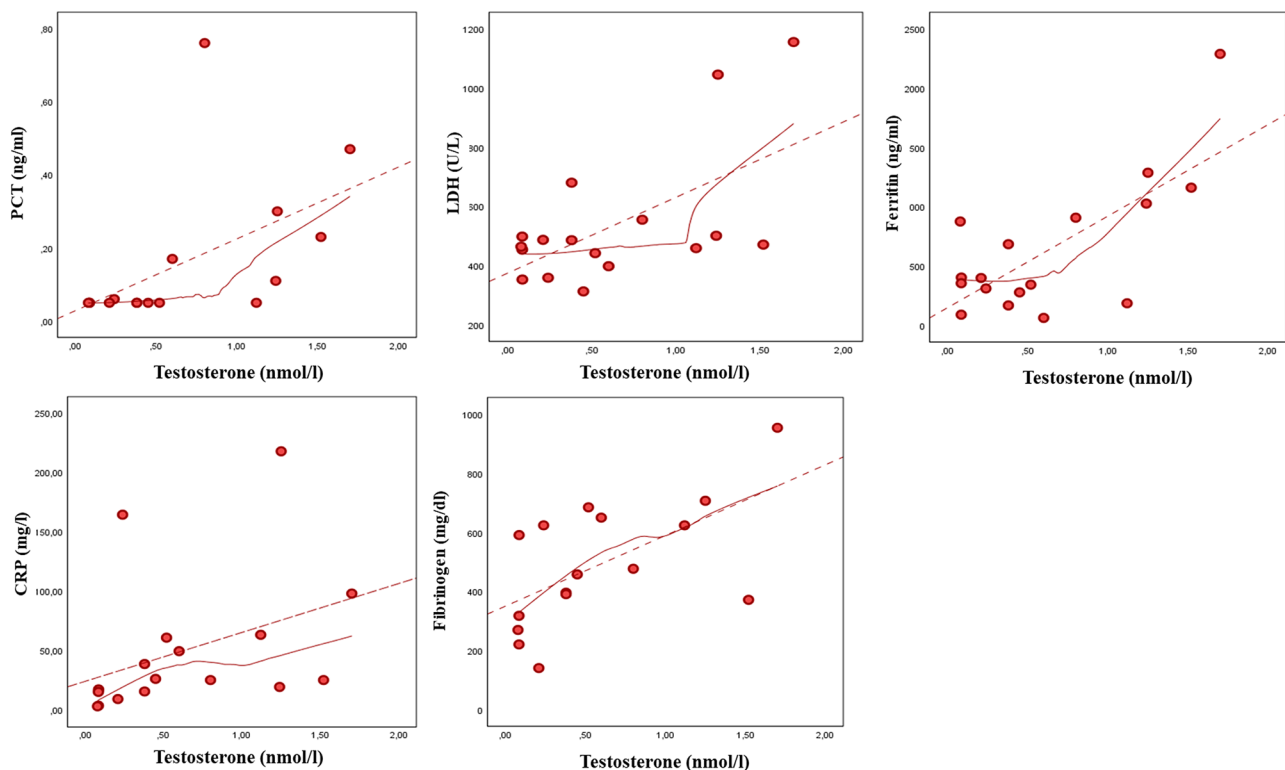 PCT (ng/ml)
,80
,60
,40
,20
,00
,00 ,50 1,00 1,50 2,00
Testosterone (nmol/l)
LDH (U/L)
1200
1000
800
600
400
200
,00 ,50 1,00 1,50 2,00
Testosterone (nmol/l)
Ferritin (ng/ml)
2500
2000
500
000
500
0
,00 ,50 1,00 1,50 2,00
Testosterone (nmol/l)
CRP (mg/l)
250,00
200,00
150,00
100,00
50,00
,00
,00 ,50 1,00 1,50 2,00
Testosterone (nmol/l)
Fibrinogen (mg/dl)
1000
800
600
400
200
0
,00 ,50 1,00 1,50 2,00
Testosterone (nmol/l)